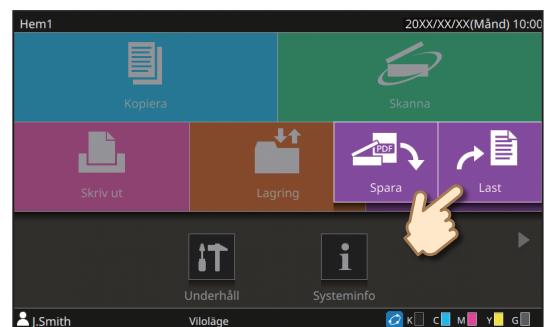 Hem1 20XX/XX/XX(Månd) 10:00
Kopiera Skanna
PDF
Skriv ut Lagring Spara Last
Underhåll Systeminfo
J.Smith Viloläge K C M Y G